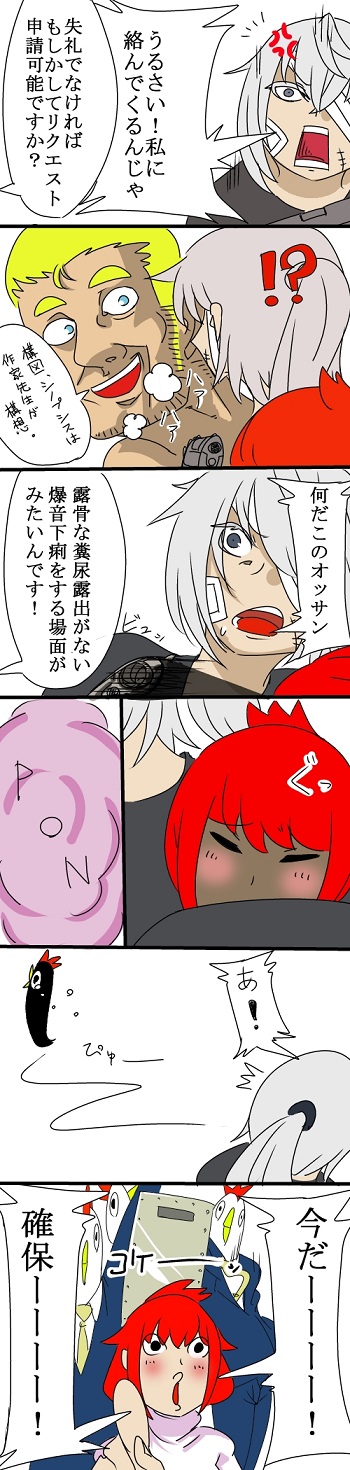 うるさい！私に
絡んでくるんじゃ
失礼でなければ
もしかしてリクエスト
申請可能ですか？
!?
ハァ
ハァ
構図、シノプシスは
作家先生が
構想。
何だこのオッサン
ドスッ
露骨な糞尿露出がない
爆音下痢をする場面が
みたいんです！
ぐっ
PON
あ！
ぴゅー
今だーーーー！
コケーーッ
確保ーーーー！